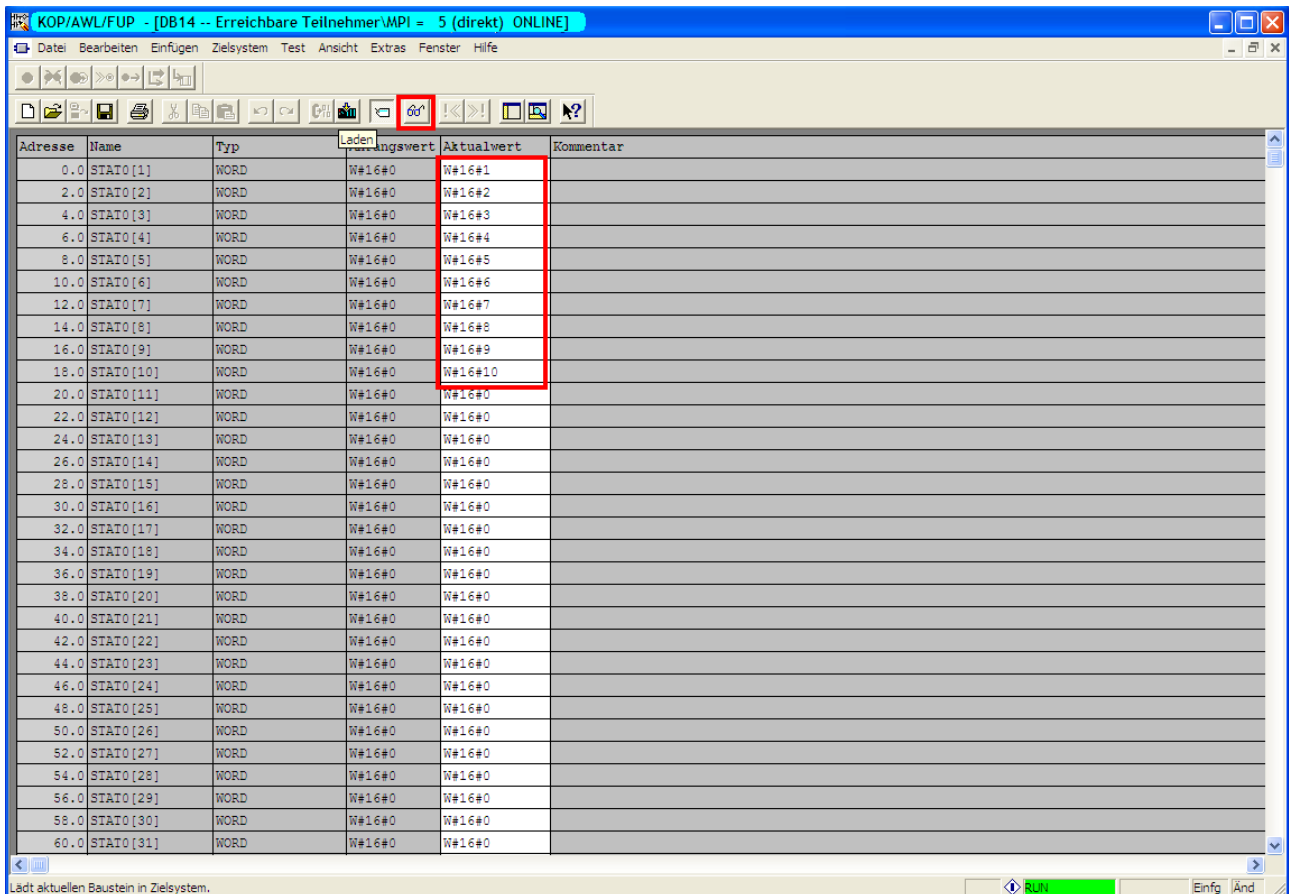 KOP/AWL/FUP - [DB14 -- Erreichbare Teilnehmer\MPI = 5 (direkt) ONLINE]
Datei Bearbeiten Einfügen Zielsystem Test Ansicht Extras Fenster Hilfe
Laden
Adresse Name Typ Aktualwert Kommentar
0.0 STAT0[1] WORD W#16#0 W#16#1
2.0 STAT0[2] WORD W#16#0 W#16#2
4.0 STAT0[3] WORD W#16#0 W#16#3
6.0 STAT0[4] WORD W#16#0 W#16#4
8.0 STAT0[5] WORD W#16#0 W#16#5
10.0 STAT0[6] WORD W#16#0 W#16#6
12.0 STAT0[7] WORD W#16#0 W#16#7
14.0 STAT0[8] WORD W#16#0 W#16#8
16.0 STAT0[9] WORD W#16#0 W#16#9
18.0 STAT0[10] WORD W#16#0 W#16#10
20.0 STAT0[11] WORD W#16#0 W#16#0
22.0 STAT0[12] WORD W#16#0 W#16#0
24.0 STAT0[13] WORD W#16#0 W#16#0
26.0 STAT0[14] WORD W#16#0 W#16#0
28.0 STAT0[15] WORD W#16#0 W#16#0
30.0 STAT0[16] WORD W#16#0 W#16#0
32.0 STAT0[17] WORD W#16#0 W#16#0
34.0 STAT0[18] WORD W#16#0 W#16#0
36.0 STAT0[19] WORD W#16#0 W#16#0
38.0 STAT0[20] WORD W#16#0 W#16#0
40.0 STAT0[21] WORD W#16#0 W#16#0
42.0 STAT0[22] WORD W#16#0 W#16#0
44.0 STAT0[23] WORD W#16#0 W#16#0
46.0 STAT0[24] WORD W#16#0 W#16#0
48.0 STAT0[25] WORD W#16#0 W#16#0
50.0 STAT0[26] WORD W#16#0 W#16#0
52.0 STAT0[27] WORD W#16#0 W#16#0
54.0 STAT0[28] WORD W#16#0 W#16#0
56.0 STAT0[29] WORD W#16#0 W#16#0
58.0 STAT0[30] WORD W#16#0 W#16#0
60.0 STAT0[31] WORD W#16#0 W#16#0
Lädt aktuellen Baustein in Zielsystem. RUN Einfg Änd